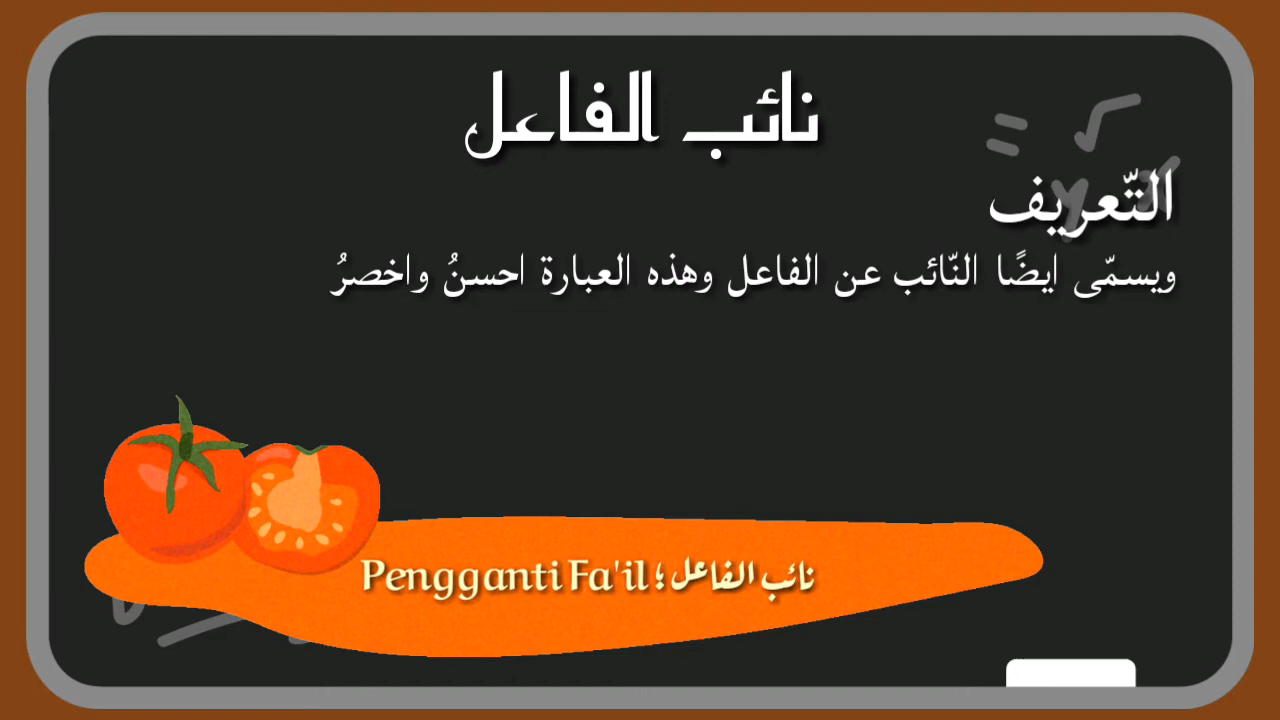 نائب الفاعل
التّعريف
ويسمّى ايضًا النّائب عن الفاعل وهذه العبارة احسنُ واخصرُ
نائب الفاعل ؛ Pengganti Fa'il